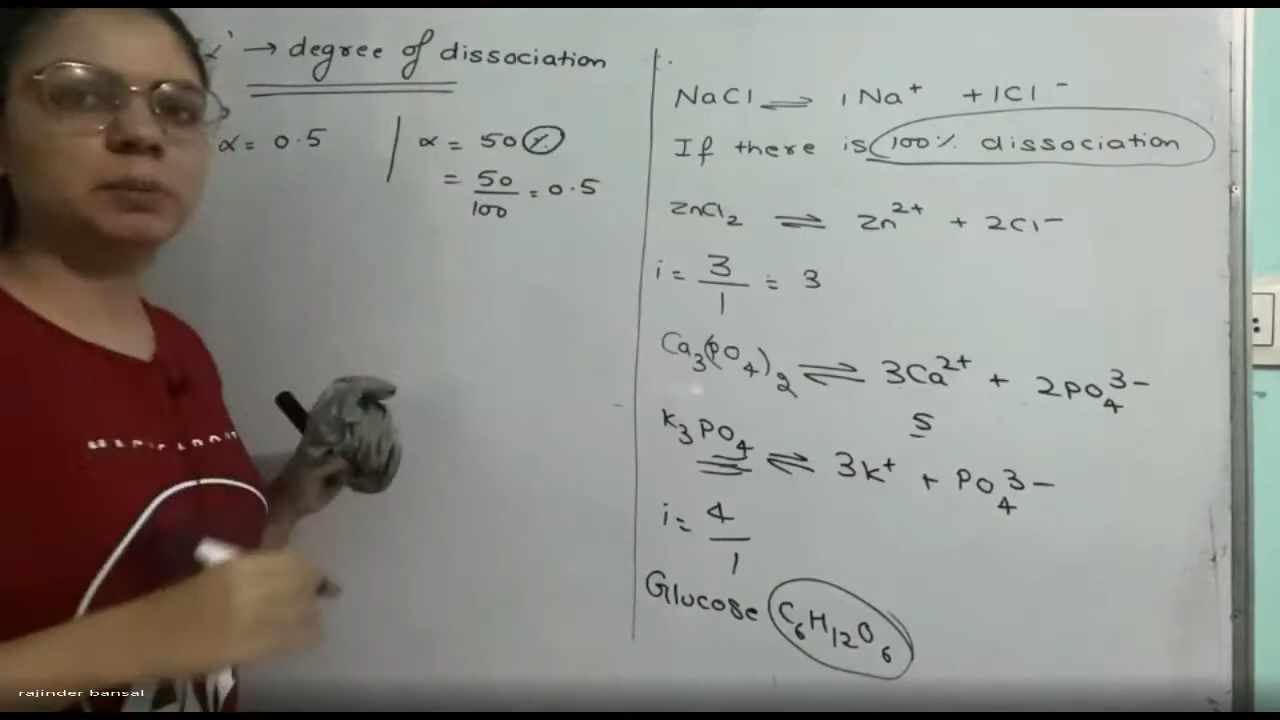 α' → degree of dissociation
α = 0.5
α = 50%
= 50/100 = 0.5
NaCl ⇌ 1Na⁺ + 1Cl⁻
If there is 100% dissociation
ZnCl₂ ⇌ Zn²⁺ + 2Cl⁻
i = 3/1 = 3
Ca₃(PO₄)₂ ⇌ 3Ca²⁺ + 2PO₄³⁻
5
K₃PO₄ ⇌ 3K⁺ + PO₄³⁻
i = 4/1
Glucose C₆H₁₂O₆
rajinder bansal